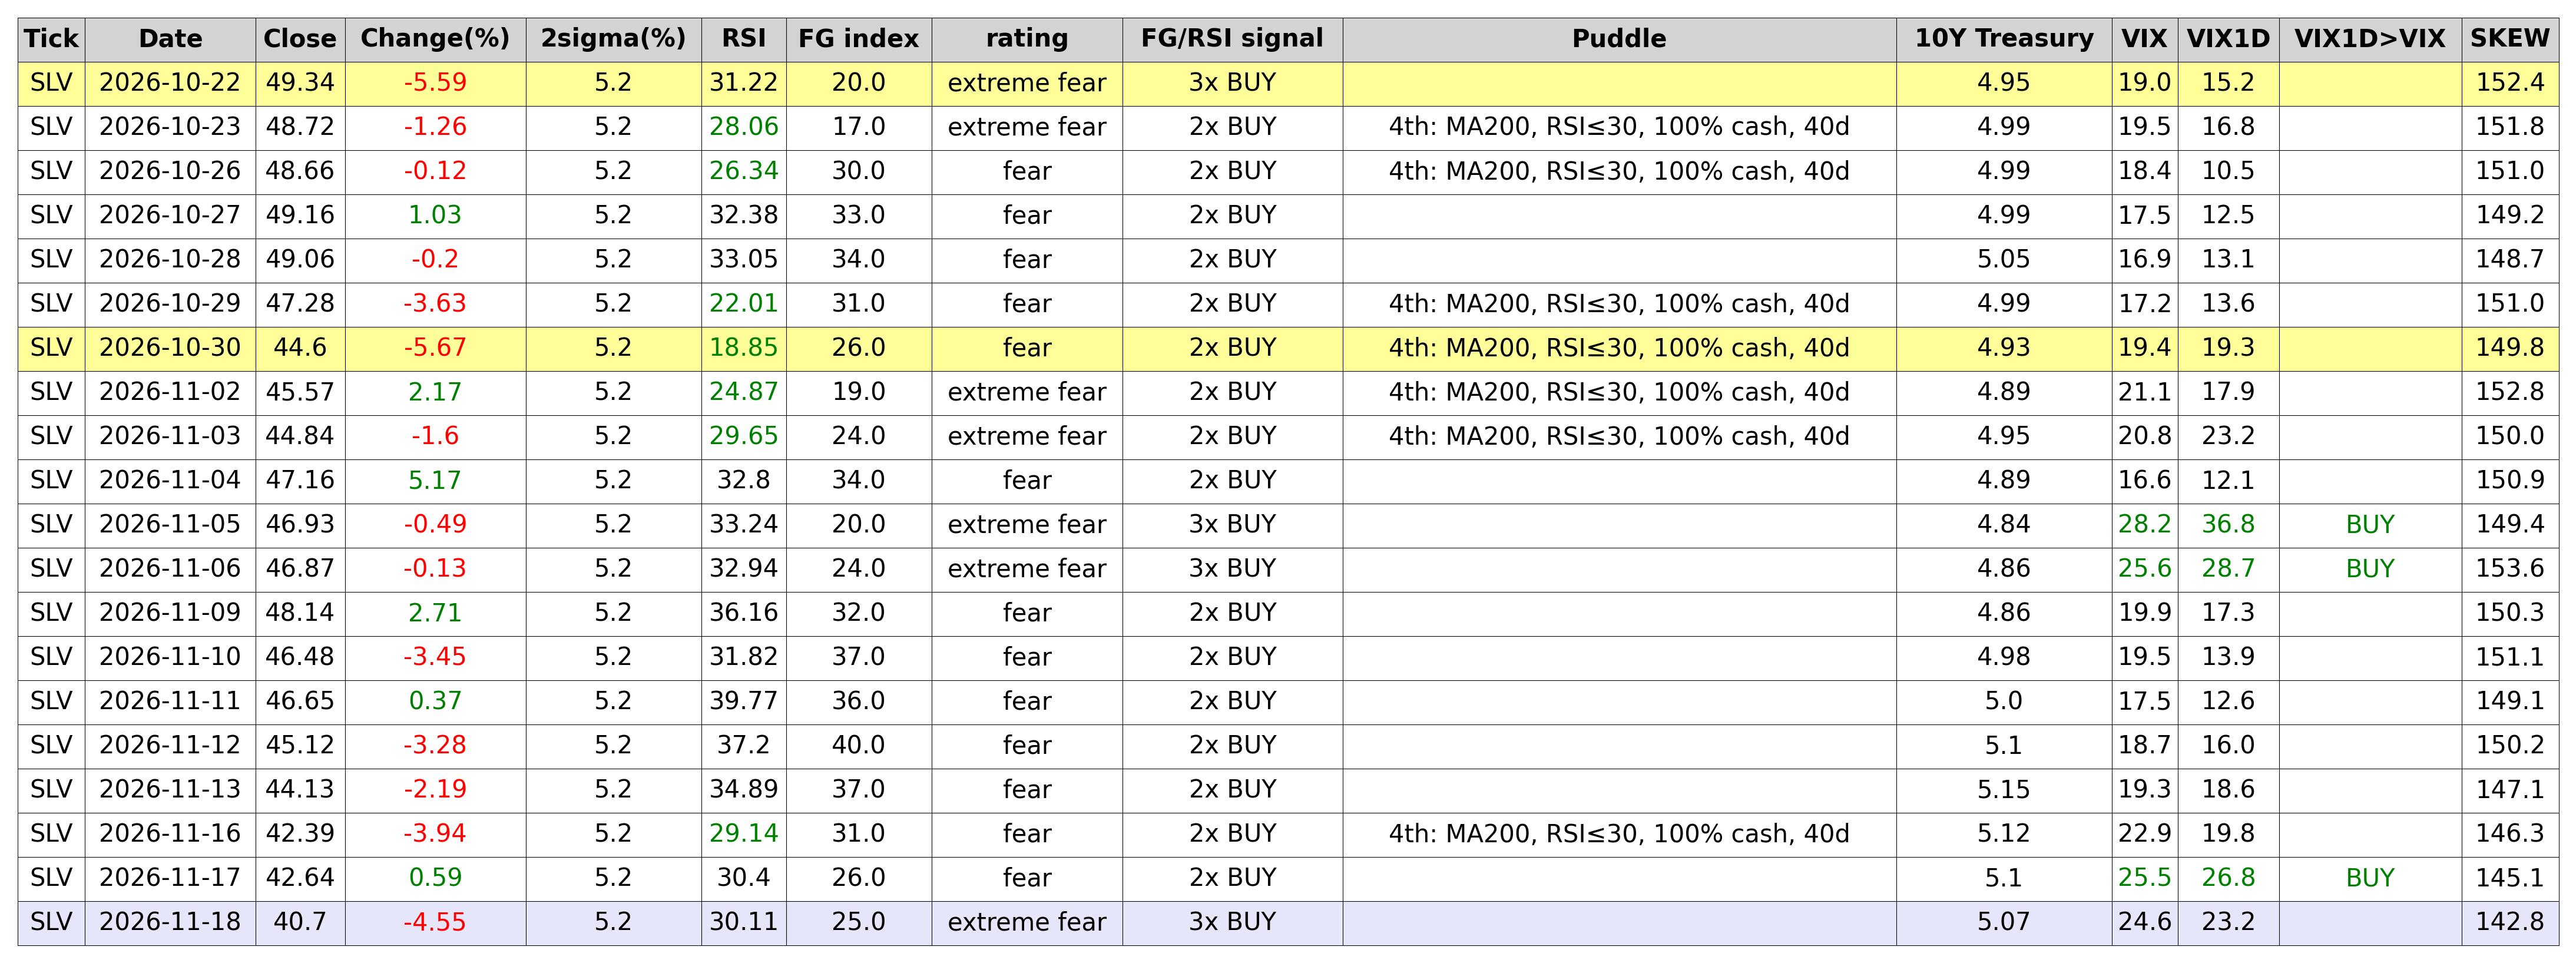 Tick Date Close Change(%) 2sigma(%) RSI FG index rating FG/RSI signal Puddle 10Y Treasury VIX VIX1D VIX1D>VIX SKEW
SLV 2026-10-22 49.34 -5.59 5.2 31.22 20.0 extreme fear 3x BUY 4.95 19.0 15.2 152.4
SLV 2026-10-23 48.72 -1.26 5.2 28.06 17.0 extreme fear 2x BUY 4th: MA200, RSI≤30, 100% cash, 40d 4.99 19.5 16.8 151.8
SLV 2026-10-26 48.66 -0.12 5.2 26.34 30.0 fear 2x BUY 4th: MA200, RSI≤30, 100% cash, 40d 4.99 18.4 10.5 151.0
SLV 2026-10-27 49.16 1.03 5.2 32.38 33.0 fear 2x BUY 4.99 17.5 12.5 149.2
SLV 2026-10-28 49.06 -0.2 5.2 33.05 34.0 fear 2x BUY 5.05 16.9 13.1 148.7
SLV 2026-10-29 47.28 -3.63 5.2 22.01 31.0 fear 2x BUY 4th: MA200, RSI≤30, 100% cash, 40d 4.99 17.2 13.6 151.0
SLV 2026-10-30 44.6 -5.67 5.2 18.85 26.0 fear 2x BUY 4th: MA200, RSI≤30, 100% cash, 40d 4.93 19.4 19.3 149.8
SLV 2026-11-02 45.57 2.17 5.2 24.87 19.0 extreme fear 2x BUY 4th: MA200, RSI≤30, 100% cash, 40d 4.89 21.1 17.9 152.8
SLV 2026-11-03 44.84 -1.6 5.2 29.65 24.0 extreme fear 2x BUY 4th: MA200, RSI≤30, 100% cash, 40d 4.95 20.8 23.2 150.0
SLV 2026-11-04 47.16 5.17 5.2 32.8 34.0 fear 2x BUY 4.89 16.6 12.1 150.9
SLV 2026-11-05 46.93 -0.49 5.2 33.24 20.0 extreme fear 3x BUY 4.84 28.2 36.8 BUY 149.4
SLV 2026-11-06 46.87 -0.13 5.2 32.94 24.0 extreme fear 3x BUY 4.86 25.6 28.7 BUY 153.6
SLV 2026-11-09 48.14 2.71 5.2 36.16 32.0 fear 2x BUY 4.86 19.9 17.3 150.3
SLV 2026-11-10 46.48 -3.45 5.2 31.82 37.0 fear 2x BUY 4.98 19.5 13.9 151.1
SLV 2026-11-11 46.65 0.37 5.2 39.77 36.0 fear 2x BUY 5.0 17.5 12.6 149.1
SLV 2026-11-12 45.12 -3.28 5.2 37.2 40.0 fear 2x BUY 5.1 18.7 16.0 150.2
SLV 2026-11-13 44.13 -2.19 5.2 34.89 37.0 fear 2x BUY 5.15 19.3 18.6 147.1
SLV 2026-11-16 42.39 -3.94 5.2 29.14 31.0 fear 2x BUY 4th: MA200, RSI≤30, 100% cash, 40d 5.12 22.9 19.8 146.3
SLV 2026-11-17 42.64 0.59 5.2 30.4 26.0 fear 2x BUY 5.1 25.5 26.8 BUY 145.1
SLV 2026-11-18 40.7 -4.55 5.2 30.11 25.0 extreme fear 3x BUY 5.07 24.6 23.2 142.8